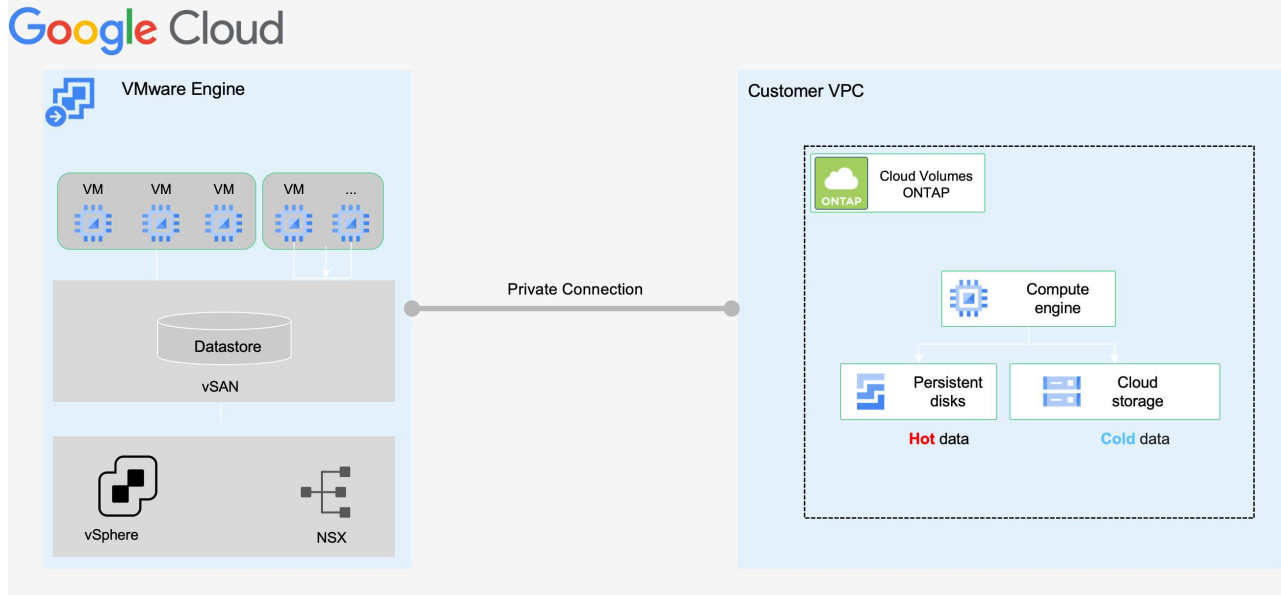 Google Cloud
VMware Engine
VM
VM
VM
VM
...
Datastore
vSAN
vSphere
NSX
Private Connection
Customer VPC
ONTAP
Cloud Volumes
ONTAP
Compute
engine
Persistent
disks
Cloud
storage
Hot data
Cold data